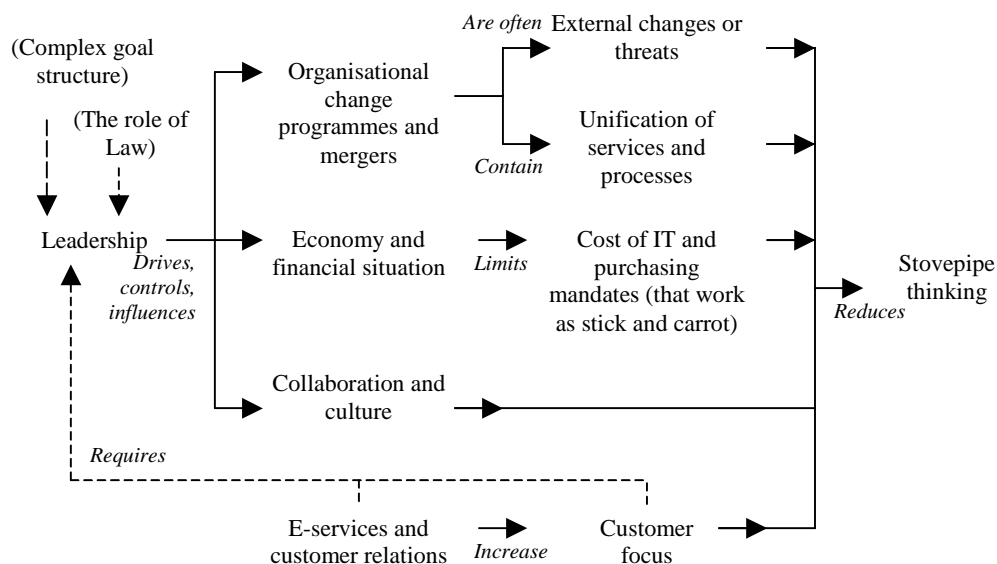 (Complex goal
structure)
(The role of
Law)
Leadership
Drives,
controls,
influences
Organisational
change
programmes and
mergers
Are often
External changes or
threats
Contain
Unification of
services and
processes
Economy and
financial situation
Limits
Cost of IT and
purchasing
mandates (that work
as stick and carrot)
Collaboration and
culture
Reduces
Stovepipe
thinking
Requires
E-services and
customer relations
Increase
Customer
focus